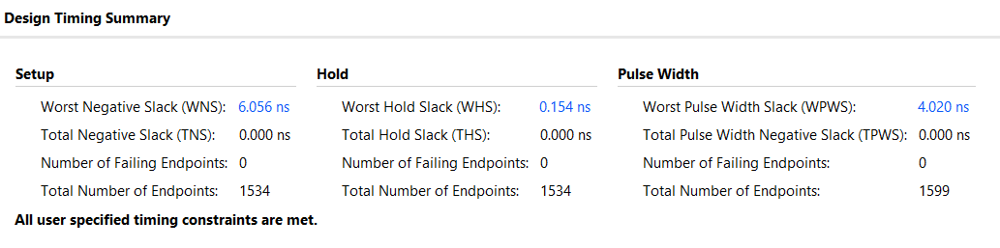 Design Timing Summary
Setup Hold Pulse Width
Worst Negative Slack (WNS): 6.056 ns Worst Hold Slack (WHS): 0.154 ns Worst Pulse Width Slack (WPWS): 4.020 ns
Total Negative Slack (TNS): 0.000 ns Total Hold Slack (THS): 0.000 ns Total Pulse Width Negative Slack (TPWS): 0.000 ns
Number of Failing Endpoints: 0 Number of Failing Endpoints: 0 Number of Failing Endpoints: 0
Total Number of Endpoints: 1534 Total Number of Endpoints: 1534 Total Number of Endpoints: 1599
All user specified timing constraints are met.